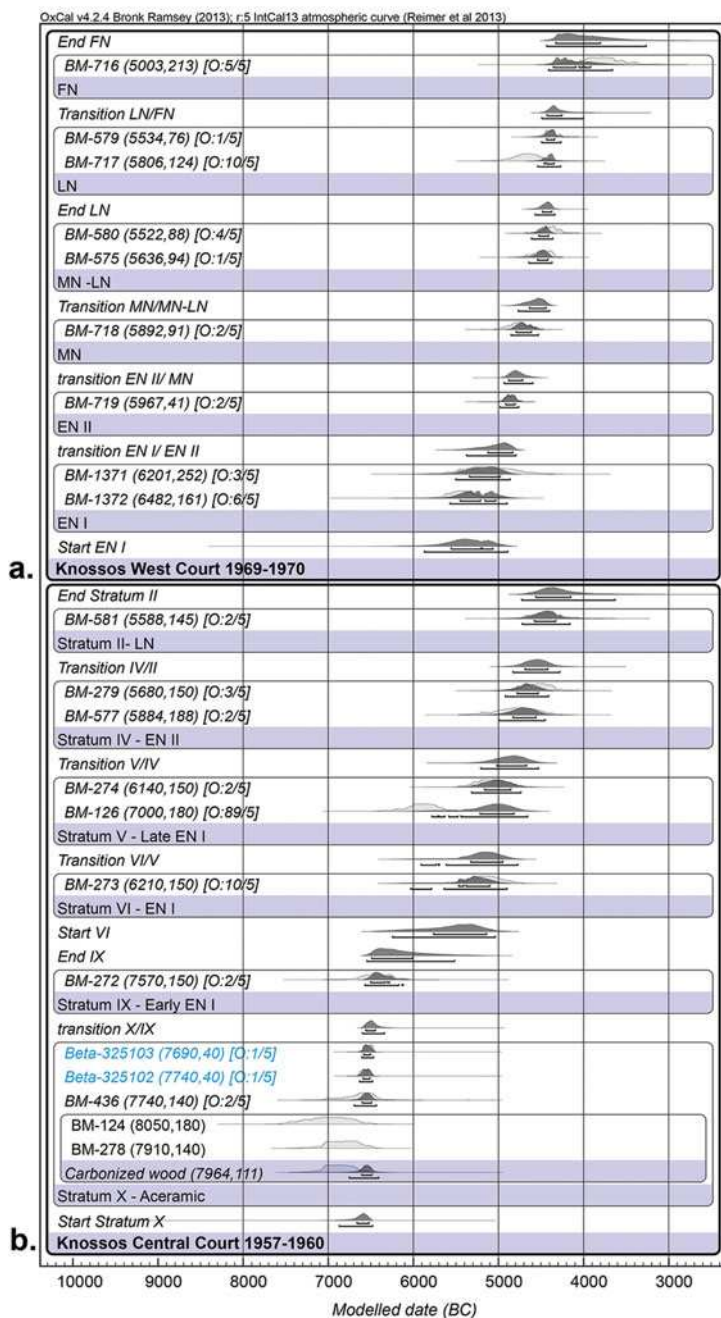 OxCal v4.2.4 Bronk Ramsey (2013); r:5 IntCal13 atmospheric curve (Reimer et al 2013)
End FN
BM-716 (5003,213) [O:5/5]
FN
Transition LN/FN
BM-579 (5534,76) [O:1/5]
BM-717 (5806,124) [O:10/5]
LN
End LN
BM-580 (5522,88) [O:4/5]
BM-575 (5636,94) [O:1/5]
MN -LN
Transition MN/MN-LN
BM-718 (5892,91) [O:2/5]
MN
transition EN II/ MN
BM-719 (5967,41) [O:2/5]
EN II
transition EN I/ EN II
BM-1371 (6201,252) [O:3/5]
BM-1372 (6482,161) [O:6/5]
EN I
Start EN I
a. Knossos West Court 1969-1970
End Stratum II
BM-581 (5588,145) [O:2/5]
Stratum II- LN
Transition IV/II
BM-279 (5680,150) [O:3/5]
BM-577 (5884,188) [O:2/5]
Stratum IV - EN II
Transition V/IV
BM-274 (6140,150) [O:2/5]
BM-126 (7000,180) [O:89/5]
Stratum V - Late EN I
Transition VI/V
BM-273 (6210,150) [O:10/5]
Stratum VI - EN I
Start VI
End IX
BM-272 (7570,150) [O:2/5]
Stratum IX - Early EN I
transition X/IX
Beta-325103 (7690,40) [O:1/5]
Beta-325102 (7740,40) [O:1/5]
BM-436 (7740,140) [O:2/5]
BM-124 (8050,180)
BM-278 (7910,140)
Carbonized wood (7964,111)
Stratum X - Aceramic
Start Stratum X
b. Knossos Central Court 1957-1960
10000 9000 8000 7000 6000 5000 4000 3000
Modelled date (BC)